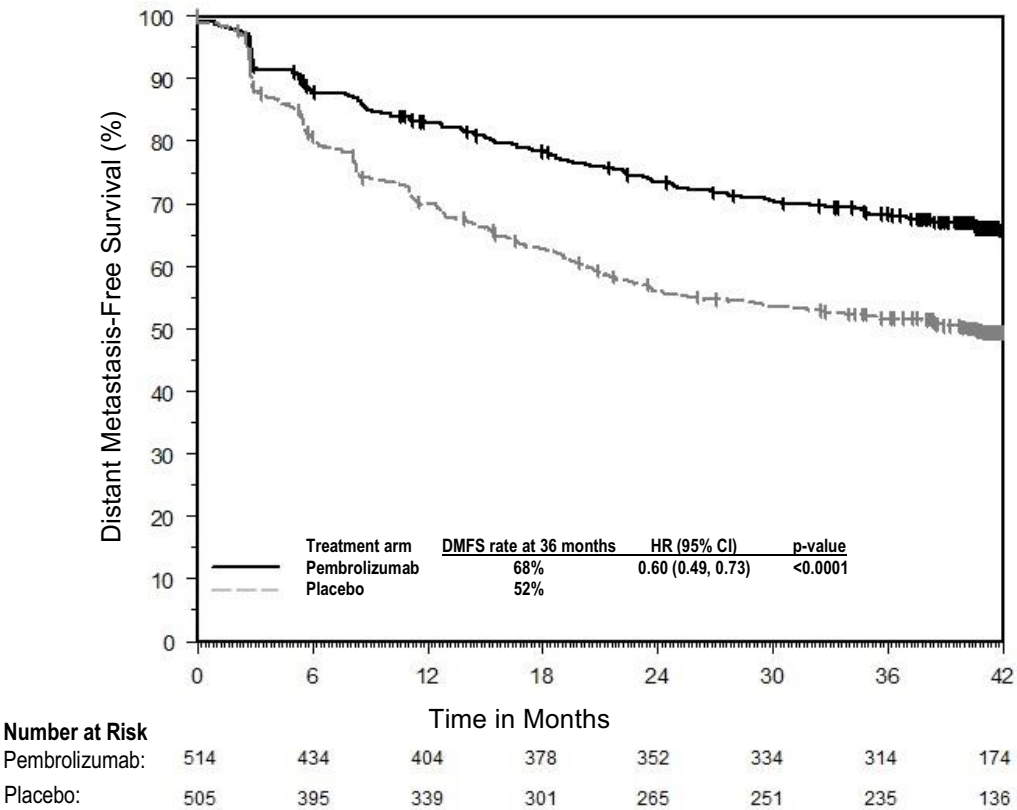 100
90
80
70
60
50
40
30
20
10
0
Distant Metastasis-Free Survival (%)
Treatment arm DMFS rate at 36 months HR (95% CI) p-value
Pembrolizumab 68% 0.60 (0.49, 0.73) <0.0001
Placebo 52%
0 6 12 18 24 30 36 42
Time in Months
Number at Risk
Pembrolizumab: 514 434 404 378 352 334 314 174
Placebo: 505 395 339 301 265 251 235 136